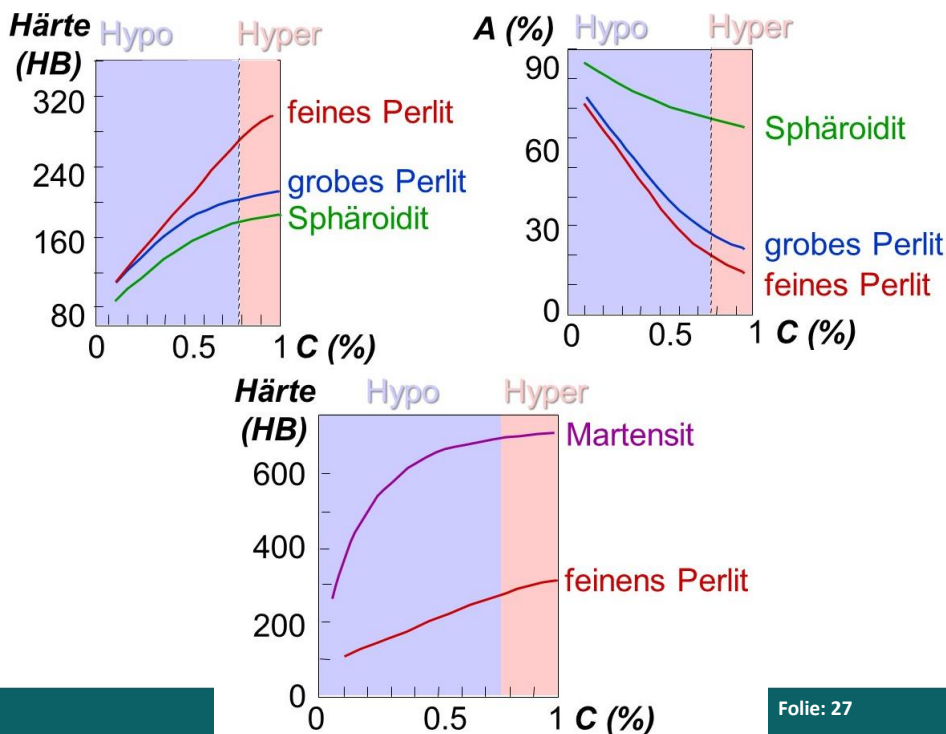 Härte
(HB)
Hypo
Hyper
320
240
160
80
0
0.5
1
C (%)
feines Perlit
grobes Perlit
Sphäroidit
A (%)
Hypo
Hyper
90
60
30
0
0
0.5
1
C (%)
Sphäroidit
grobes Perlit
feines Perlit
Härte
(HB)
Hypo
Hyper
600
400
200
0
0
0.5
1
C (%)
Martensit
feinens Perlit
Folie: 27